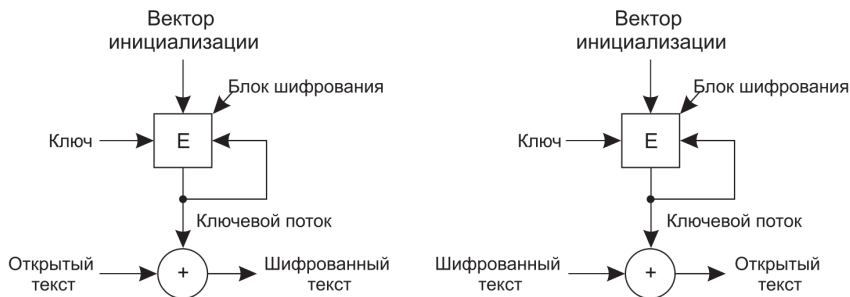 Вектор
инициализации
Блок шифрования
Ключ
E
Ключевой поток
Открытый
текст
+
Шифрованный
текст
Вектор
инициализации
Блок шифрования
Ключ
E
Ключевой поток
Шифрованный
текст
+
Открытый
текст